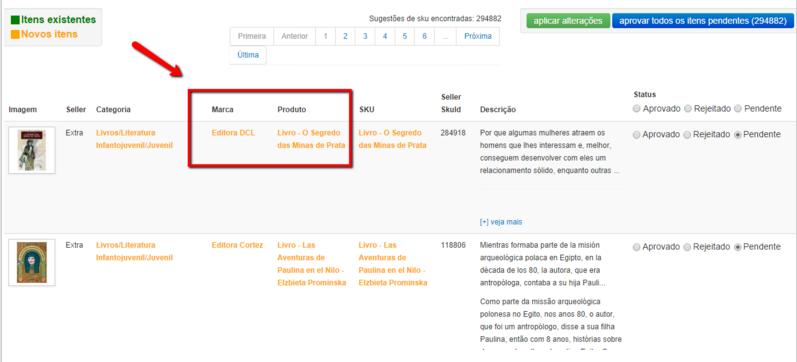 Itens existentes
Novos itens
Sugestões de sku encontradas: 294882
Primeira Anterior 1 2 3 4 5 6 ... Próxima
Última
aplicar alterações
aprovar todos os itens pendentes (294882)
Imagem Seller Categoria Marca Produto SKU Seller SkuId Descrição Status
Aprovado Rejeitado Pendente
Extra
Livros/Literatura
Infantojuvenil/Juvenil
Editora DCL
Livro - O Segredo
das Minas de Prata
Livro - O Segredo
das Minas de Prata
284918
Por que algumas mulheres atraem os
homens que lhes interessam e, melhor,
conseguem desenvolver com eles um
relacionamento sólido, enquanto outras ...
[+] veja mais
Aprovado Rejeitado Pendente
Extra
Livros/Literatura
Infantojuvenil/Juvenil
Editora Cortez
Livro - Las
Aventuras de
Paulina en el Nilo -
Elzbieta Prominska
Livro - Las
Aventuras de
Paulina en el Nilo -
Elzbieta Prominska
118806
Mientras formaba parte de la misión
arqueológica polaca en Egipto, en la
década de los 80, la autora, que era
antropóloga, contaba a su hija Pauli...
Como parte da missão arqueológica
polonesa no Egito, nos anos 80, o autor,
que foi um antropólogo, disse a sua filha
Paulina, então com 8 anos, histórias sobre
Aprovado Rejeitado Pendente